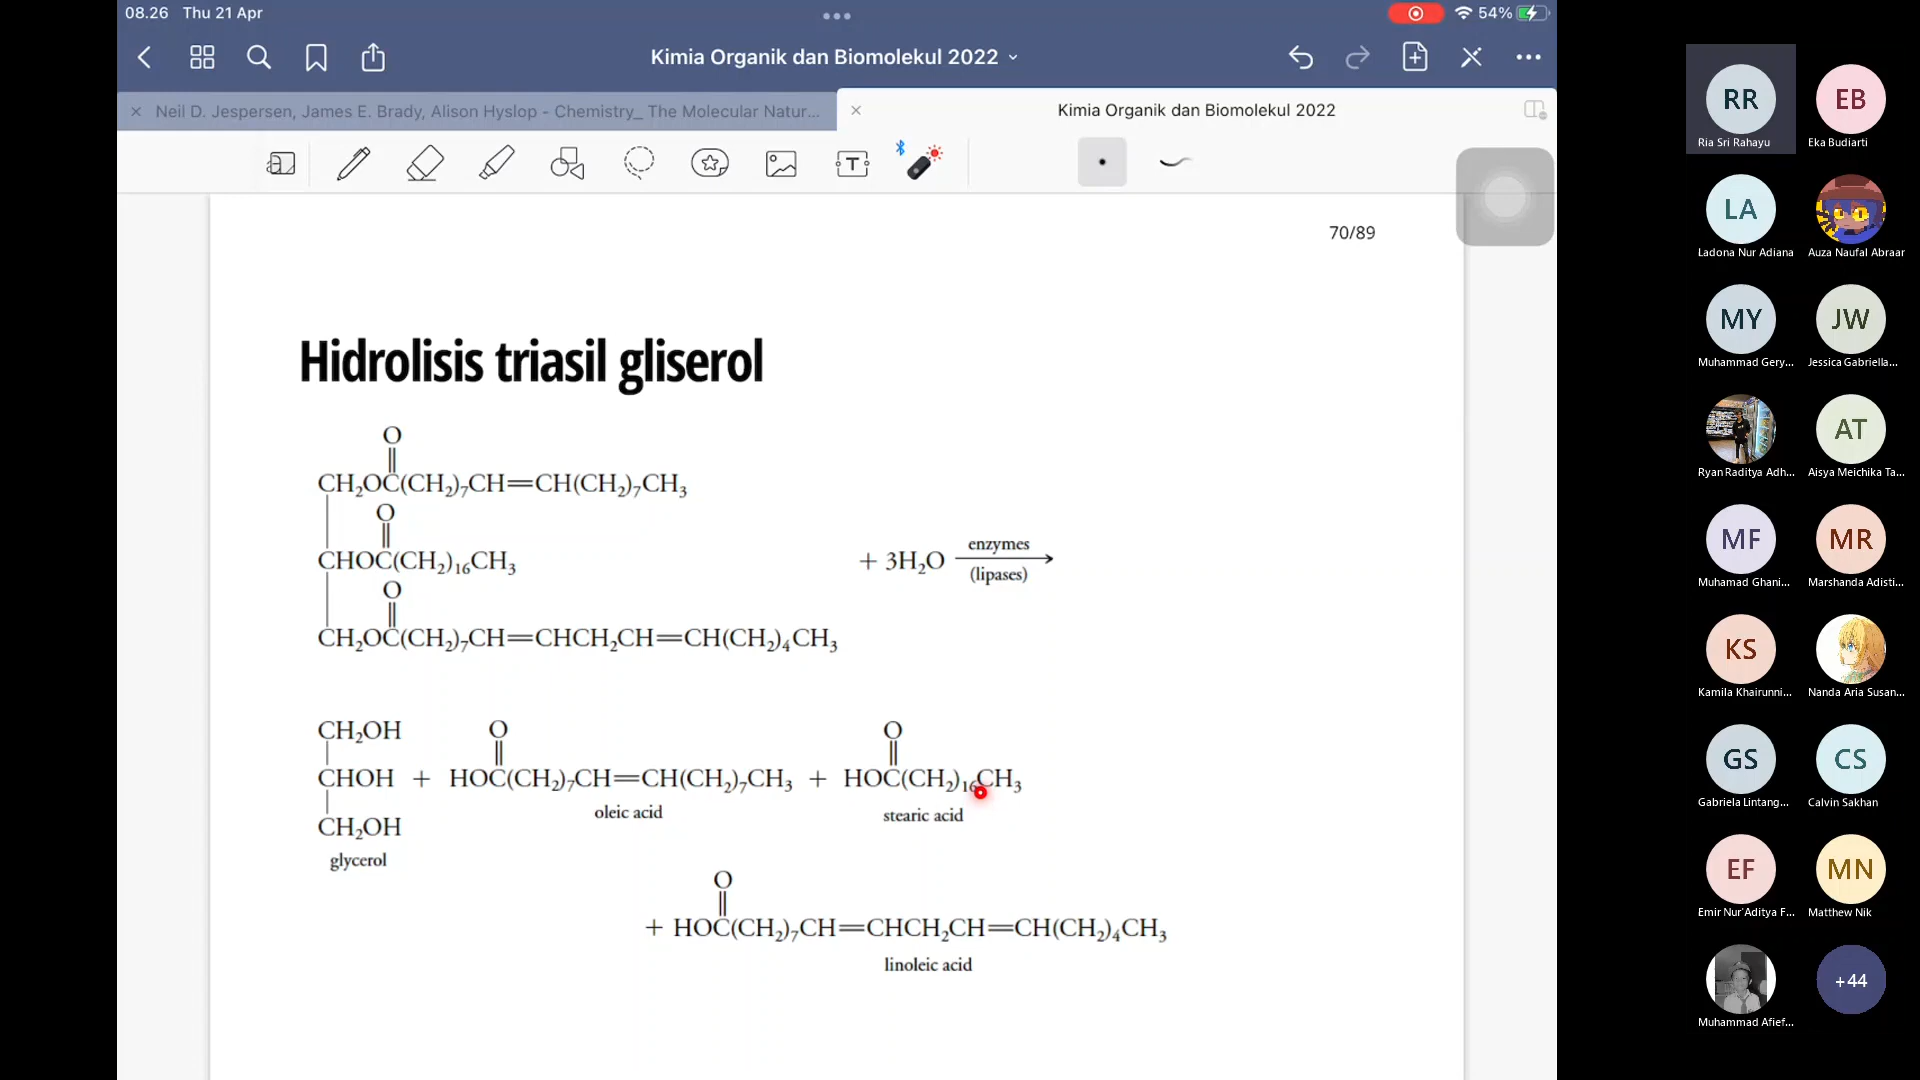 08.26 Thu 21 Apr
54%
Kimia Organik dan Biomolekul 2022
Neil D. Jespersen, James E. Brady, Alison Hyslop - Chemistry_ The Molecular Natur...
Kimia Organik dan Biomolekul 2022
70/89
Hidrolisis triasil gliserol
O
CH₂OC(CH₂)₇CH=CH(CH₂)₇CH₃
O
CHOC(CH₂)₁₆CH₃
+ 3H₂O
enzymes
(lipases)
O
CH₂OC(CH₂)₇CH=CHCH₂CH=CH(CH₂)₄CH₃
CH₂OH
CHOH
CH₂OH
glycerol
+
O
HOC(CH₂)₇CH=CH(CH₂)₇CH₃
oleic acid
+
O
HOC(CH₂)₁₆CH₃
stearic acid
O
+ HOC(CH₂)₇CH=CHCH₂CH=CH(CH₂)₄CH₃
linoleic acid
RR
Ria Sri Rahayu
EB
Eka Budiarti
LA
Ladona Nur Adiana
Auza Naufal Abraar
MY
Muhammad Gery...
JW
Jessica Gabriella...
Ryan Raditya Adh...
AT
Aisya Meichika Ta...
MF
Muhamad Ghani...
MR
Marshanda Adisti...
KS
Kamila Khairunni...
Nanda Aria Susan...
GS
Gabriela Lintang...
CS
Calvin Sakhan
EF
Emir Nur'Aditya F...
MN
Matthew Nik
Muhammad Afief...
+44